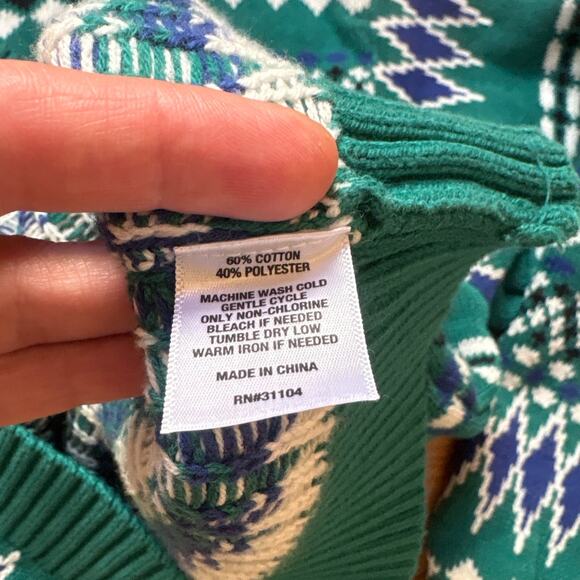 60% COTTON
40% POLYESTER
MACHINE WASH COLD
GENTLE CYCLE
ONLY NON-CHLORINE
BLEACH IF NEEDED
TUMBLE DRY LOW
WARM IRON IF NEEDED
MADE IN CHINA
RN#31104